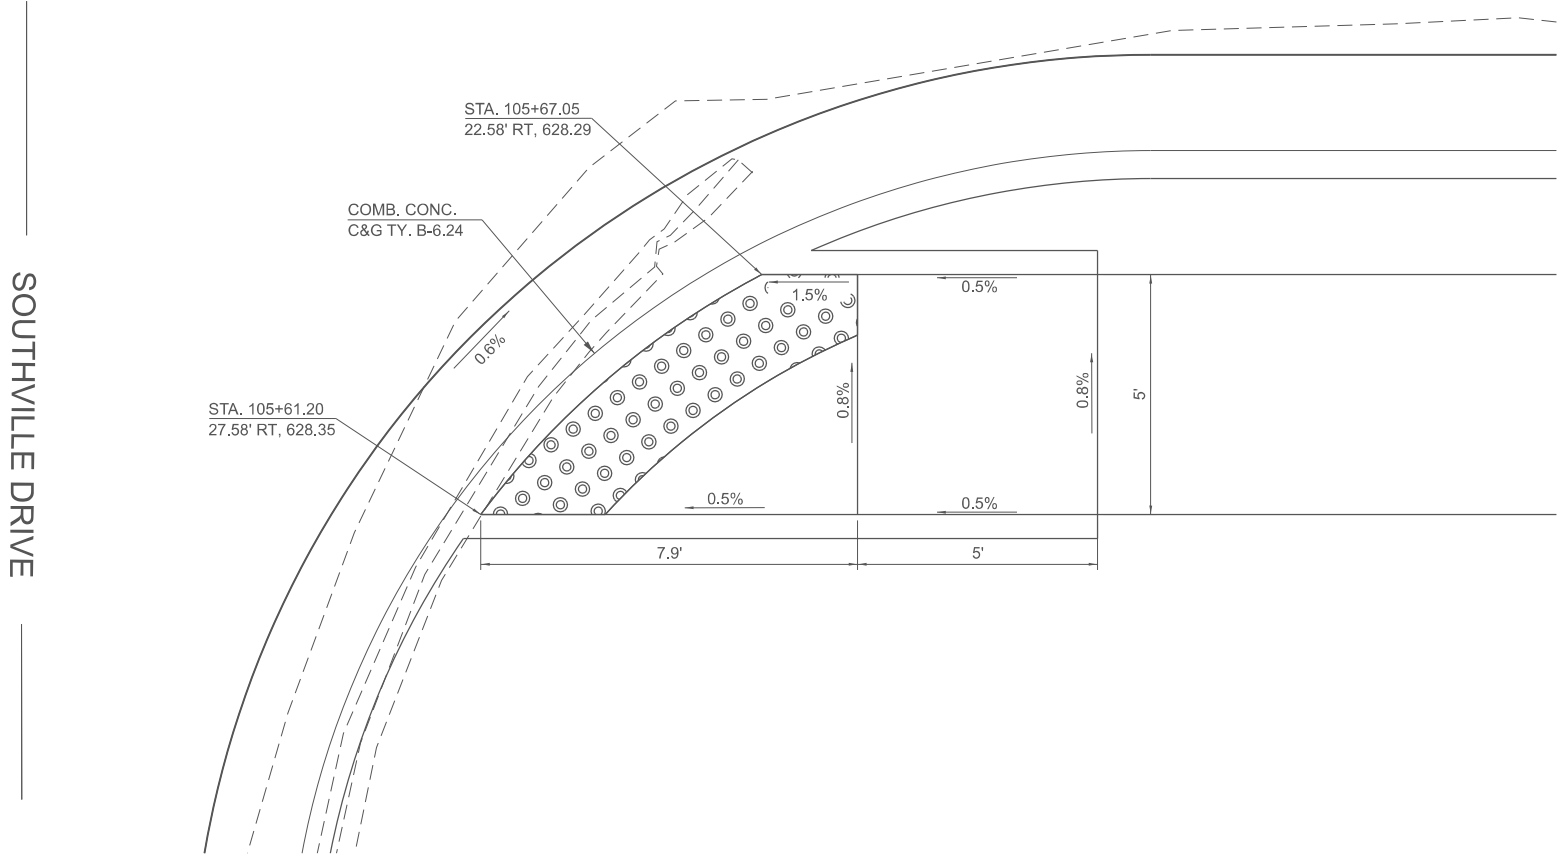 STA. 105+67.05
22.58' RT, 628.29
COMB. CONC.
C&G TY. B-6.24
STA. 105+61.20
27.58' RT, 628.35
SOUTHVILLE DRIVE
0.6%
1.5%
0.5%
0.8%
0.8%
5'
0.5%
0.5%
7.9'
5'